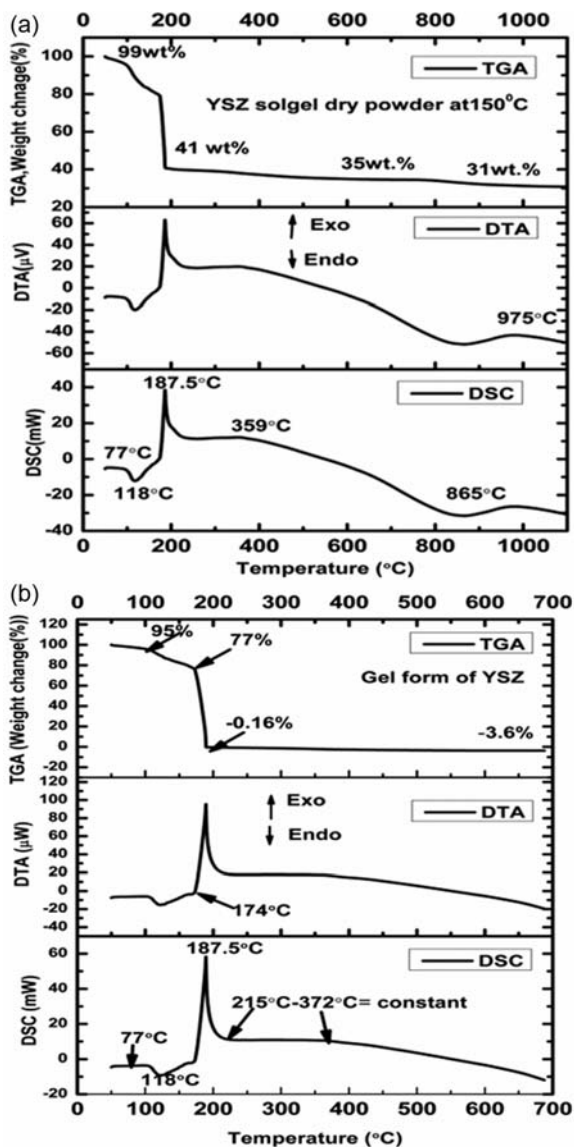 (a)
99wt%
TGA
YSZ solgel dry powder at150°C
41 wt%
35wt.%
31wt.%
TGA,Weight chnage(%)
100
80
60
40
20
0 200 400 600 800 1000
Exo
Endo
DTA
975°C
DTA(µV)
60
40
20
0
-20
-40
-60
187.5°C
DSC
359°C
77°C
118°C
865°C
DSC(mW)
40
20
0
-20
-40
0 200 400 600 800 1000
Temperature (°C)
(b)
0 100 200 300 400 500 600 700
95%
77%
TGA
Gel form of YSZ
-0.16%
-3.6%
TGA (Weight change(%))
120
100
80
60
40
20
0
-20
Exo
Endo
DTA
174°C
DTA (µW)
120
100
80
60
40
20
0
-20
-40
187.5°C
DSC
215°C-372°C= constant
77°C
118°C
DSC (mW)
60
40
20
0
-20
0 100 200 300 400 500 600 700
Temperature (°C)